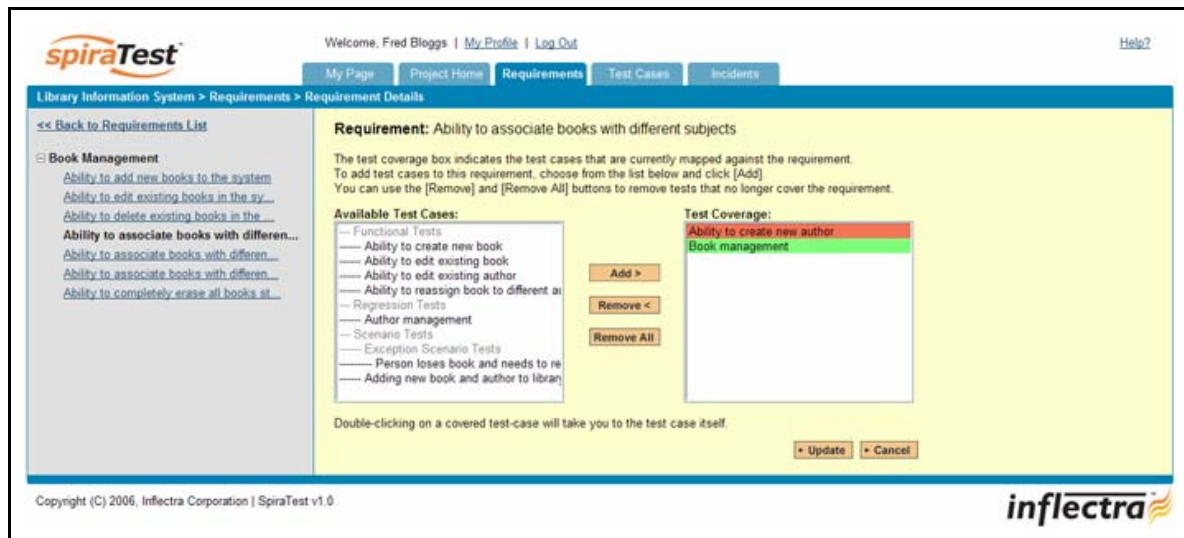 spiraTest
Welcome, Fred Bloggs | My Profile | Log Out
Help?
My Page
Project Home
Requirements
Test Cases
Incidents
Library Information System > Requirements > Requirement Details
<< Back to Requirements List
Book Management
Ability to add new books to the system
Ability to edit existing books in the sy...
Ability to delete existing books in the ...
Ability to associate books with differen...
Ability to associate books with differen...
Ability to associate books with differen...
Ability to completely erase all books st...
Requirement: Ability to associate books with different subjects
The test coverage box indicates the test cases that are currently mapped against the requirement.
To add test cases to this requirement, choose from the list below and click [Add].
You can use the [Remove] and [Remove All] buttons to remove tests that no longer cover the requirement.
Available Test Cases:
--- Functional Tests
------ Ability to create new book
------ Ability to edit existing book
------ Ability to edit existing author
------ Ability to reassign book to different au
--- Regression Tests
------ Author management
--- Scenario Tests
------ Exception Scenario Tests
--------- Person loses book and needs to re
------ Adding new book and author to library
Add >
Remove <
Remove All
Test Coverage:
Ability to create new author
Book management
Double-clicking on a covered test-case will take you to the test case itself.
• Update
• Cancel
Copyright (C) 2006, Inflectra Corporation | SpiraTest v1.0
inflectra